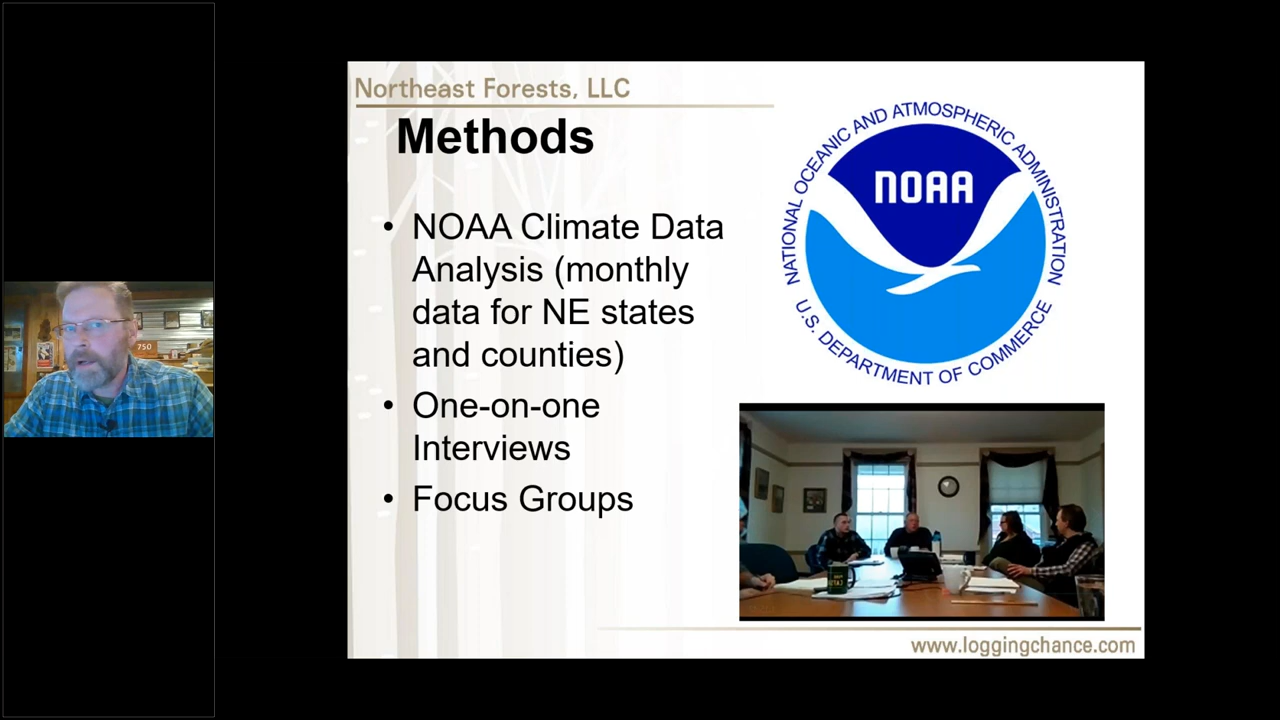 Northeast Forests, LLC
Methods
• NOAA Climate Data
Analysis (monthly
data for NE states
and counties)
• One-on-one
Interviews
• Focus Groups
NATIONAL OCEANIC AND ATMOSPHERIC ADMINISTRATION
NOAA
U.S. DEPARTMENT OF COMMERCE
www.loggingchance.com
750